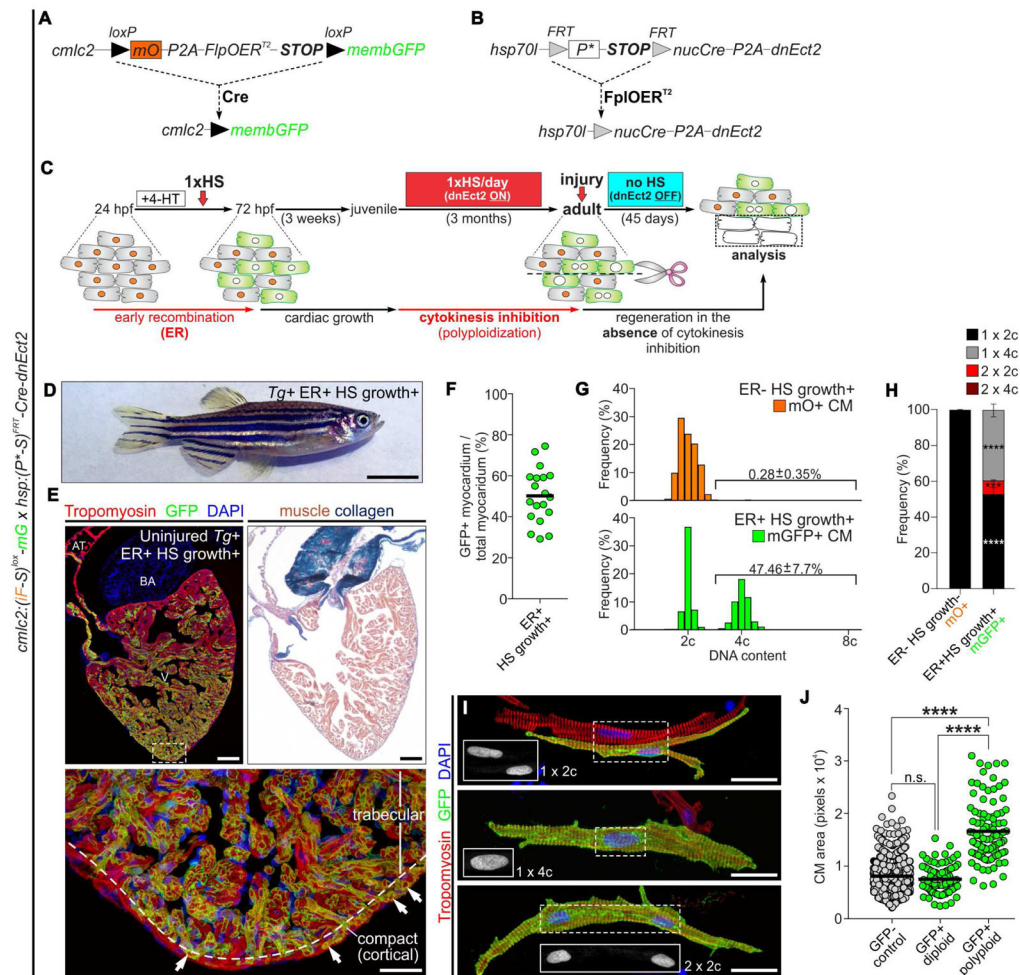 A
loxP
loxP
cmlc2 mO P2A FlpOER T2 STOP membGFP
Cre
cmlc2 membGFP
B
FRT
FRT
hsp70l P* STOP nucCre-P2A-dnEct2
FplOER T2
hsp70l nucCre-P2A-dnEct2
C
24 hpf
+4-HT
1xHS
72 hpf
(3 weeks)
juvenile
1xHS/day
(dnEct2 ON)
(3 months)
injury
adult
no HS
(dnEct2 OFF)
(45 days)
analysis
early recombination
(ER)
cardiac growth
cytokinesis inhibition
(polyploidization)
regeneration in the
absence of cytokinesis
inhibition
cmlc2:(iF-S)lox-mG x hsp:(P*-S)FRT-Cre-dnEct2
D
Tg+ ER+ HS growth+
E
Tropomyosin GFP DAPI
muscle collagen
Uninjured Tg+
ER+ HS growth+
AT
BA
V
trabecular
compact
(cortical)
F
GFP+ myocardium /
total myocaridum (%)
100
80
60
40
20
0
ER+
HS growth+
G
ER- HS growth+
mO+ CM
Frequency (%)
40
30
20
10
0
0.28±0.35%
ER+ HS growth+
mGFP+ CM
Frequency (%)
40
30
20
10
0
47.46±7.7%
2c 4c 8c
DNA content
H
1 x 2c
1 x 4c
2 x 2c
2 x 4c
Frequency (%)
100
80
60
40
20
0
****
***
****
ER- HS growth-
mO+
ER+HS growth+
mGFP+
I
Tropomyosin GFP DAPI
1 x 2c
1 x 4c
2 x 2c
J
CM area (pixels x 10⁴)
4
3
2
1
0
****
****
n.s.
GFP-
control
GFP+
diploid
GFP+
polyploid